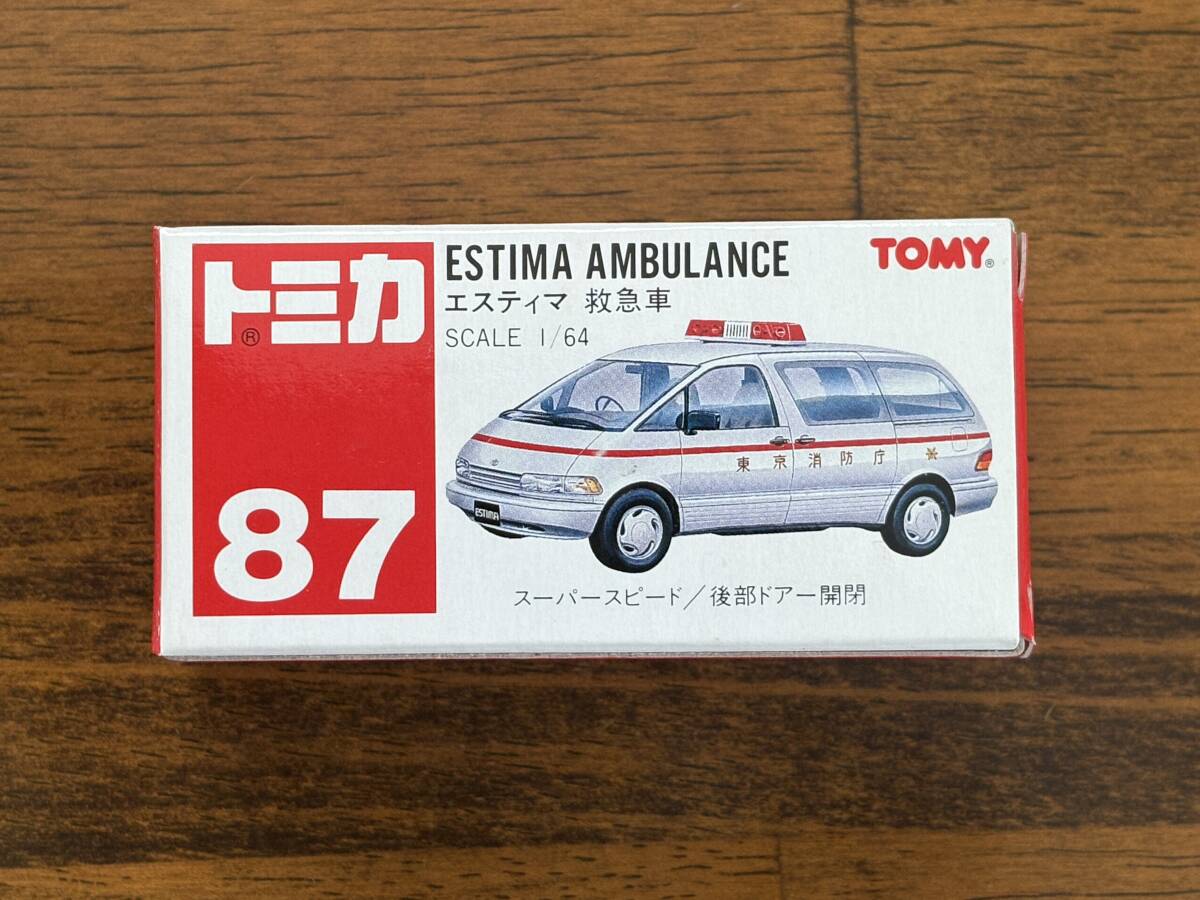 トミカ®
87
ESTIMA AMBULANCE
エスティマ 救急車
SCALE 1/64
TOMY®
東京消防庁
ESTIMA
スーパースピード/後部ドアー開閉